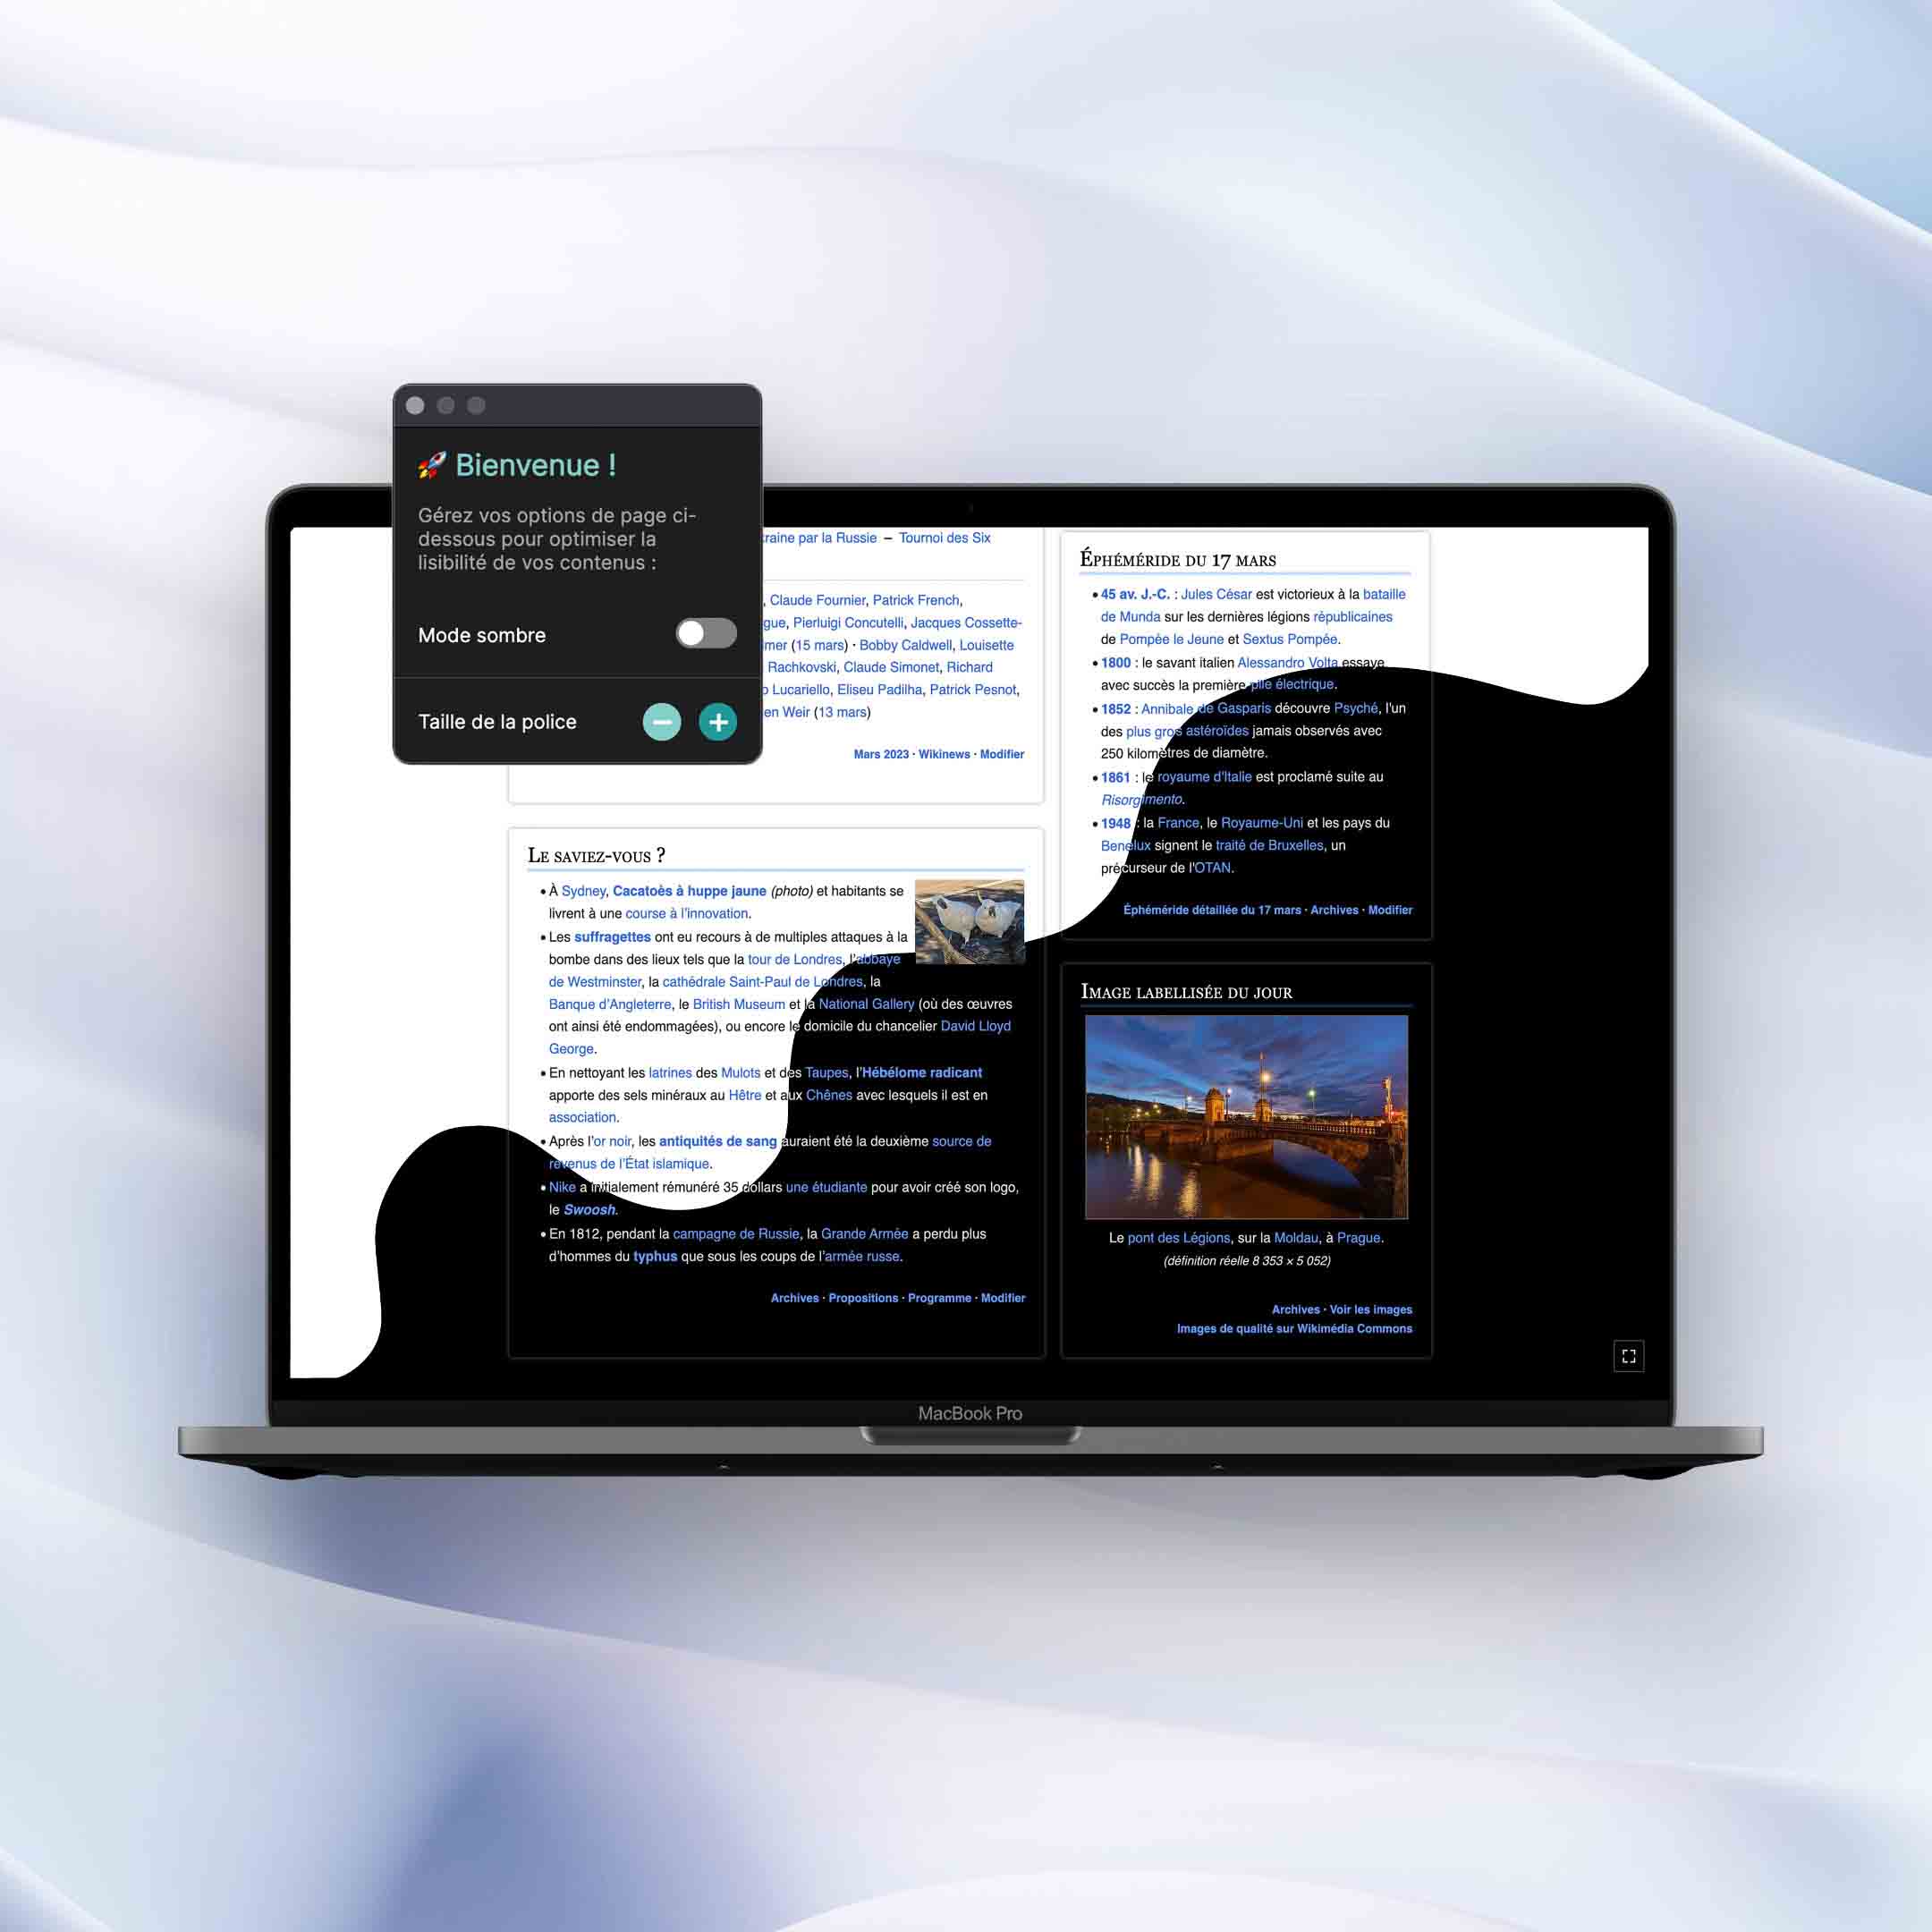 🚀 Bienvenue !
Gérez vos options de page ci-
dessous pour optimiser la
lisibilité de vos contenus :
Mode sombre
Taille de la police
par la Russie – Tournoi des Six
, Claude Fournier, Patrick French,
Pierluigi Concutelli, Jacques Cossette-
(15 mars) · Bobby Caldwell, Louisette
Rachkovski, Claude Simonet, Richard
Lucariello, Eliseu Padilha, Patrick Pesnot,
Weir (13 mars)
Mars 2023 · Wikinews · Modifier
Le saviez-vous ?
• À Sydney, Cacatoès à huppe jaune (photo) et habitants se
livrent à une course à l'innovation.
• Les suffragettes ont eu recours à de multiples attaques à la
bombe dans des lieux tels que la tour de Londres, l'abbaye
de Westminster, la cathédrale Saint-Paul de Londres, la
Banque d'Angleterre, le British Museum et la National Gallery (où des œuvres
ont ainsi été endommagées), ou encore le domicile du chancelier David Lloyd
George.
• En nettoyant les latrines des Mulots et des Taupes, l'Hébélome radicant
apporte des sels minéraux au Hêtre et aux Chênes avec lesquels il est en
association.
• Après l'or noir, les antiquités de sang auraient été la deuxième source de
revenus de l'État islamique.
• Nike a initialement rémunéré 35 dollars une étudiante pour avoir créé son logo,
le Swoosh.
• En 1812, pendant la campagne de Russie, la Grande Armée a perdu plus
d'hommes du typhus que sous les coups de l'armée russe.
Archives · Propositions · Programme · Modifier
Éphéméride du 17 mars
• 45 av. J.-C. : Jules César est victorieux à la bataille
de Munda sur les dernières légions républicaines
de Pompée le Jeune et Sextus Pompée.
• 1800 : le savant italien Alessandro Volta essaye
avec succès la première pile électrique.
• 1852 : Annibale de Gasparis découvre Psyché, l'un
des plus gros astéroïdes jamais observés avec
250 kilomètres de diamètre.
• 1861 : le royaume d'Italie est proclamé suite au
Risorgimento.
• 1948 : la France, le Royaume-Uni et les pays du
Benelux signent le traité de Bruxelles, un
précurseur de l'OTAN.
Éphéméride détaillée du 17 mars · Archives · Modifier
Image labellisée du jour
Le pont des Légions, sur la Moldau, à Prague.
(définition réelle 8 353 × 5 052)
Archives · Voir les images
Images de qualité sur Wikimédia Commons
MacBook Pro